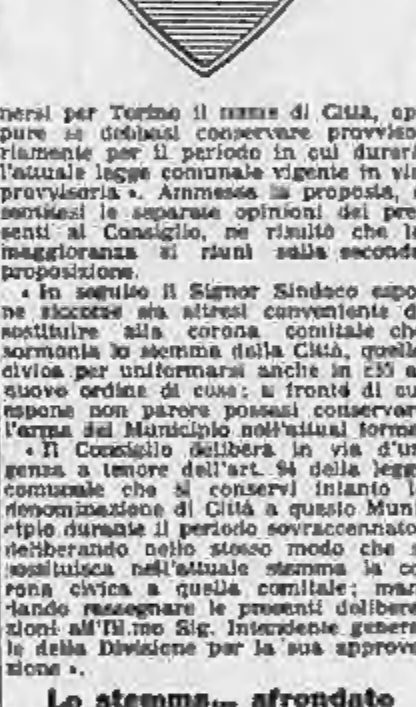 nersi per Torino il nome di Città, op
pure se debbasi conservare provviso
riamente per il periodo in cui durerà
l'attuale legge comunale vigente in via
provvisoria ». Ammessa la proposta,
sentitesi le separate opinioni dei pre
senti al Consiglio, ne risultò che la
maggioranza si riunì sulla seconda
proposizione.
« In seguito il Signor Sindaco espo
ne siccome sia altresì conveniente di
sostituire alla corona comitale che
sormonta lo stemma della Città, quella
civica per uniformarsi anche in ciò al
nuovo ordine di cose; a fronte di cui
espone non parere possasi conservare
l'arma del Municipio nell'attual forma
« Il Consiglio delibera in via d'ur
genza a tenore dell'art. 94 della legge
comunale che si conservi intanto la
denominazione di Città a questo Muni
cipio durante il periodo sovraccennato,
deliberando nello stesso modo che si
sostituisca nell'attuale stemma la co
rona civica a quella comitale; man
dando rassegnare le presenti delibera
zioni all'Ill.mo Sig. Intendente genera
le della Divisione per la sua approva
zione ».
Lo stemma... sfrondato